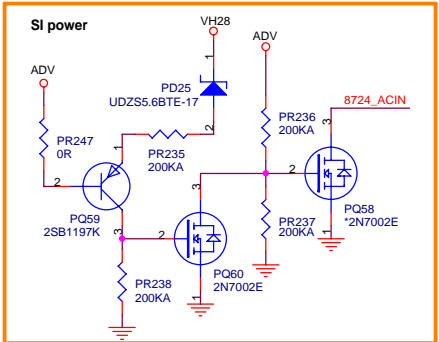 SI power
VH28
ADV
ADV
1
PD25
UDZS5.6BTE-17
2
8724_ACIN
PR247
0R
PR236
200KA
PR235
200KA
1
2
3
PQ59
2SB1197K
3
2
1
PQ60
2N7002E
3
2
1
PQ58
*2N7002E
PR237
200KA
PR238
200KA